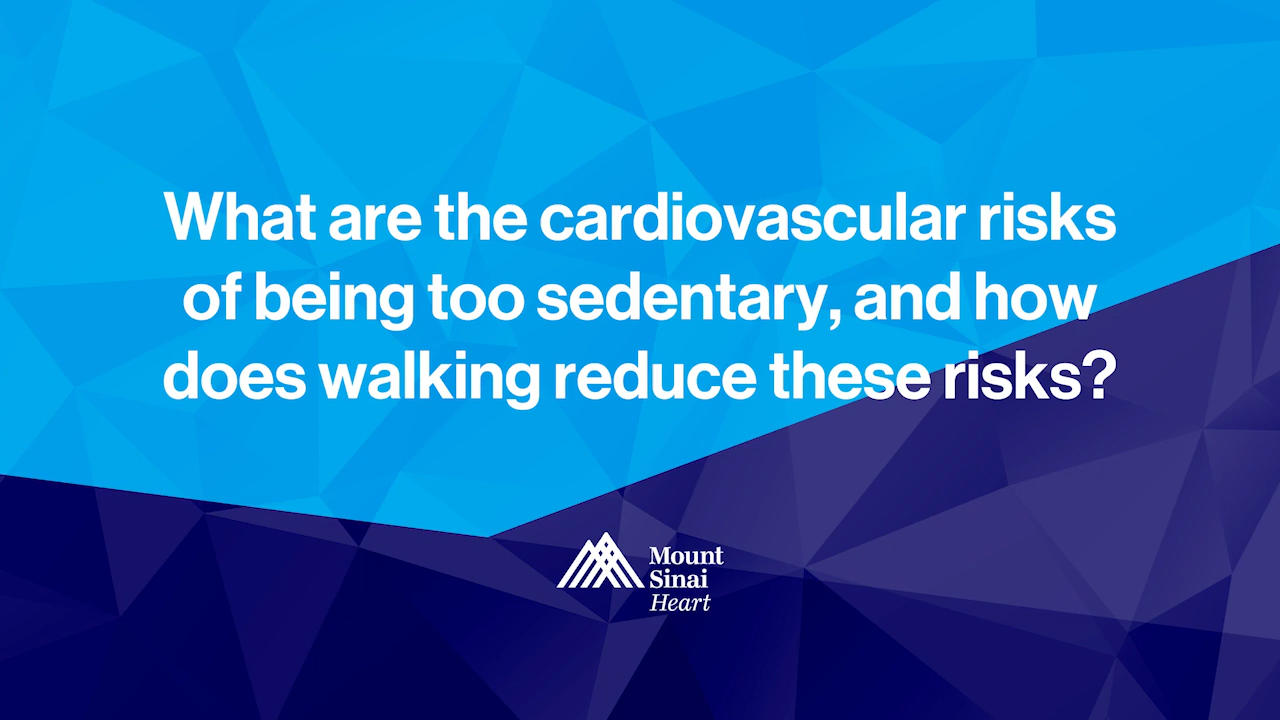 What are the cardiovascular risks
of being too sedentary, and how
does walking reduce these risks?
Mount
Sinai
Heart